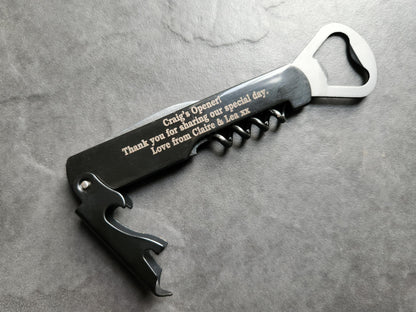 Craig's Opener!
Thank you for sharing our special day.
Love from Claire & Lea xx